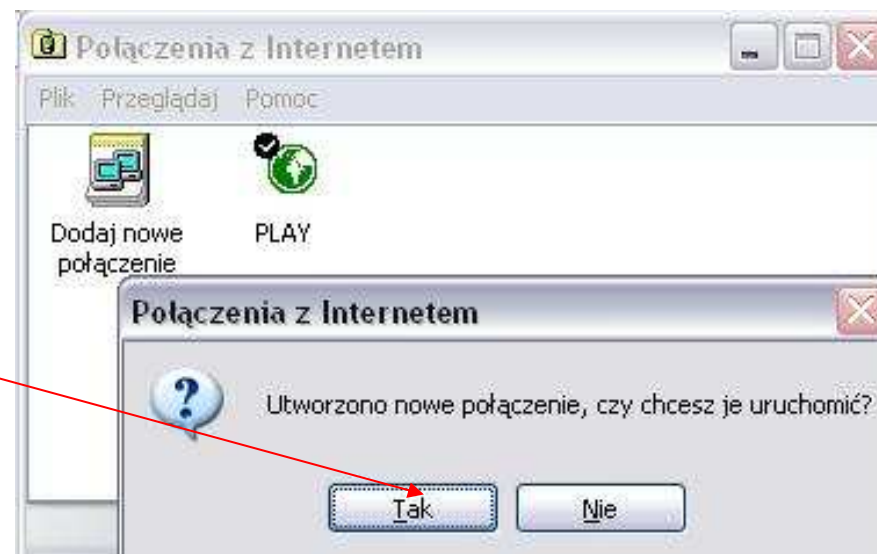 Połączenia z Internetem
Plik Przeglądaj Pomoc
Dodaj nowe
połączenie
PLAY
Połączenia z Internetem
Utworzono nowe połączenie, czy chcesz je uruchomić?
Tak Nie